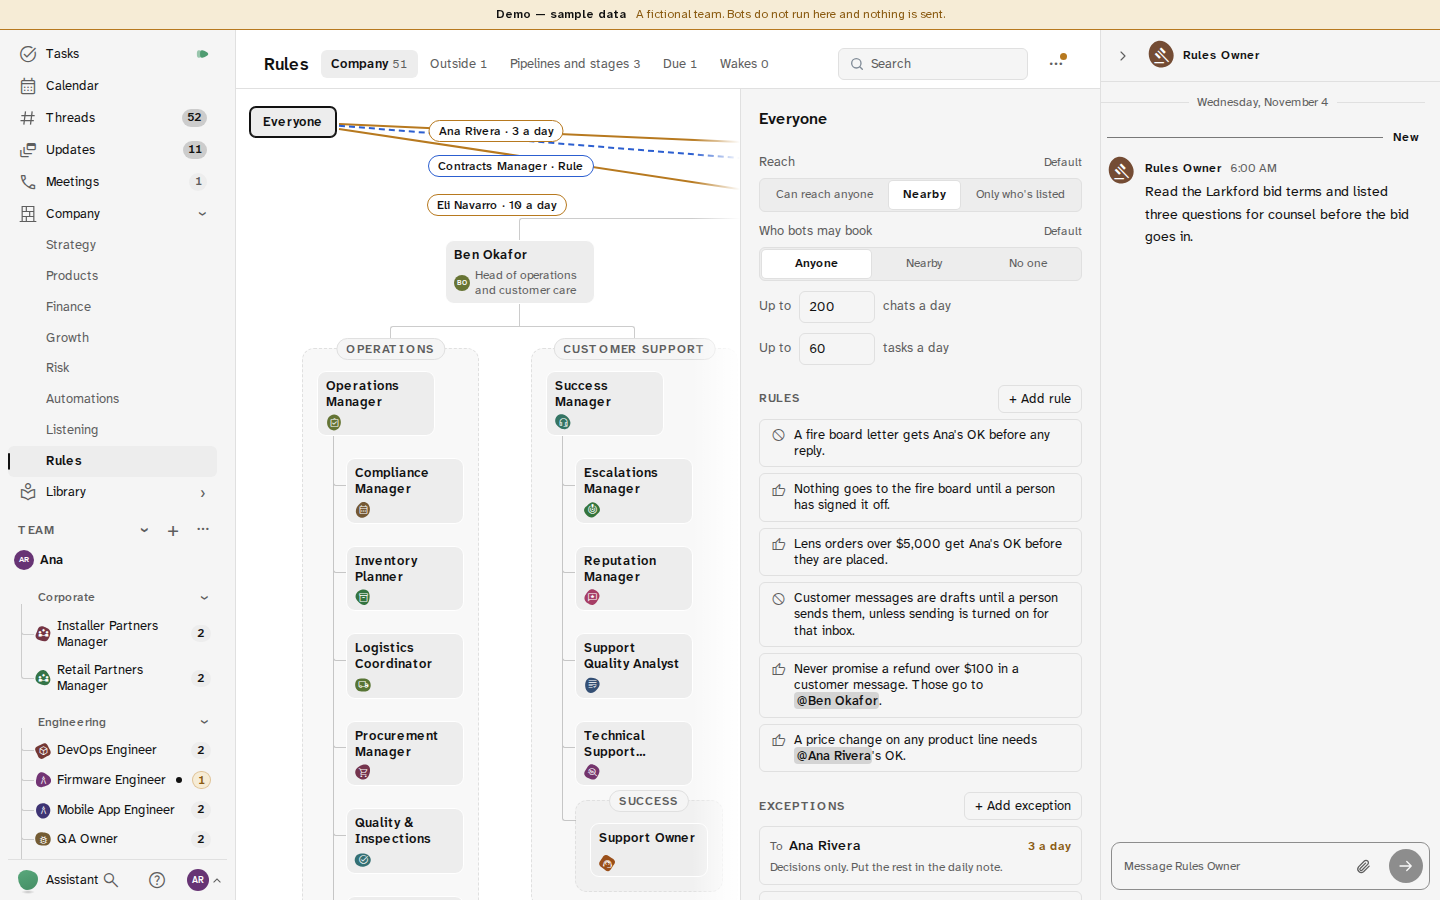 Demo — sample data A fictional team. Bots do not run here and nothing is sent.
Tasks
Calendar
Threads 52
Updates 11
Meetings 1
Company
Strategy
Products
Finance
Growth
Risk
Automations
Listening
Rules
Library
TEAM
AR Ana
Corporate
Installer Partners
Manager
2
Retail Partners
Manager
2
Engineering
DevOps Engineer 2
Firmware Engineer 1
Mobile App Engineer 2
QA Owner 2
Assistant
AR
Rules Company 51 Outside 1 Pipelines and stages 3 Due 1 Wakes 0
Search
Everyone
Ana Rivera · 3 a day
Contracts Manager · Rule
Eli Navarro · 10 a day
Ben Okafor
BO
Head of operations
and customer care
OPERATIONS
Operations
Manager
Compliance
Manager
Inventory
Planner
Logistics
Coordinator
Procurement
Manager
Quality &
Inspections
CUSTOMER SUPPORT
Success
Manager
Escalations
Manager
Reputation
Manager
Support
Quality Analyst
Technical
Support...
SUCCESS
Support Owner
Everyone
Reach Default
Can reach anyone Nearby Only who's listed
Who bots may book Default
Anyone Nearby No one
Up to 200 chats a day
Up to 60 tasks a day
RULES + Add rule
A fire board letter gets Ana's OK before any
reply.
Nothing goes to the fire board until a person
has signed it off.
Lens orders over $5,000 get Ana's OK before
they are placed.
Customer messages are drafts until a person
sends them, unless sending is turned on for
that inbox.
Never promise a refund over $100 in a
customer message. Those go to
@Ben Okafor.
A price change on any product line needs
@Ana Rivera's OK.
EXCEPTIONS + Add exception
To Ana Rivera 3 a day
Decisions only. Put the rest in the daily note.
Rules Owner
Wednesday, November 4
New
Rules Owner 6:00 AM
Read the Larkford bid terms and listed
three questions for counsel before the bid
goes in.
Message Rules Owner